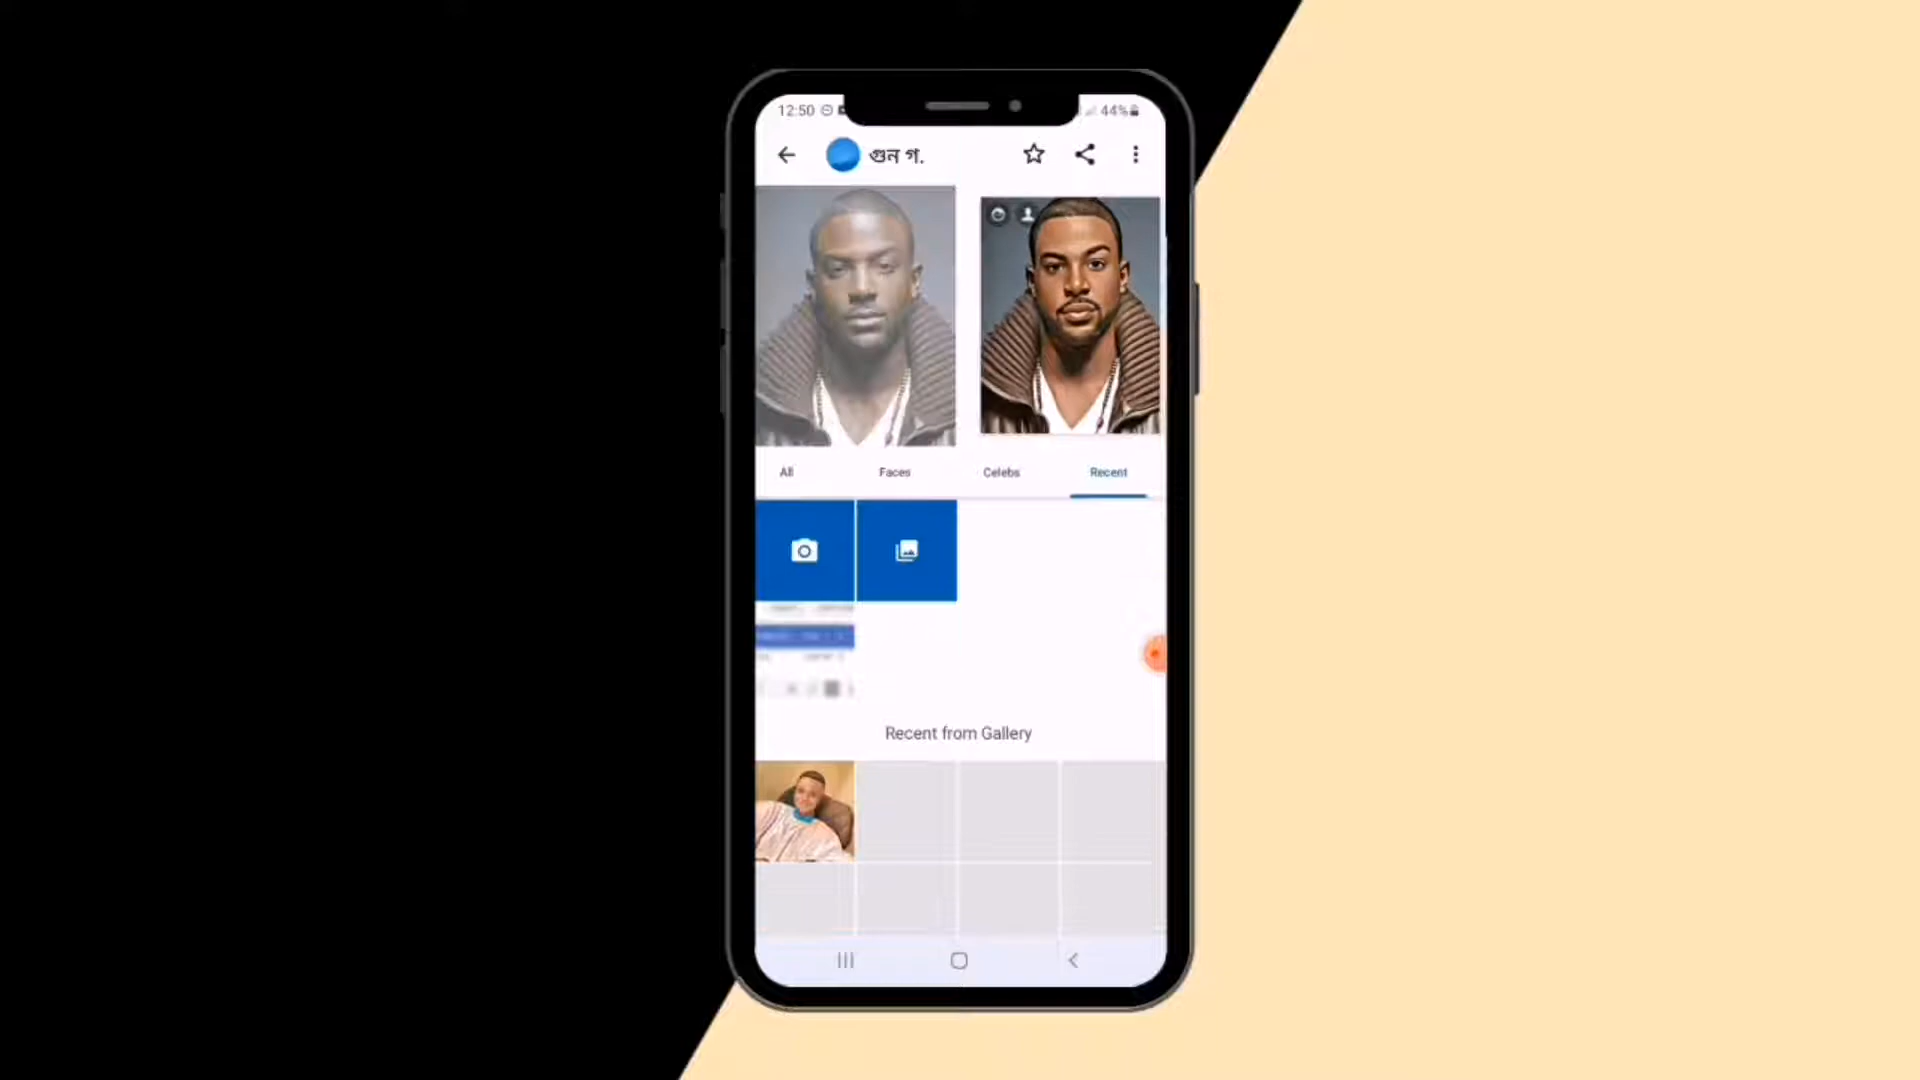 12:50
44%
গুন গ.
All
Faces
Celebs
Recent
Recent from Gallery